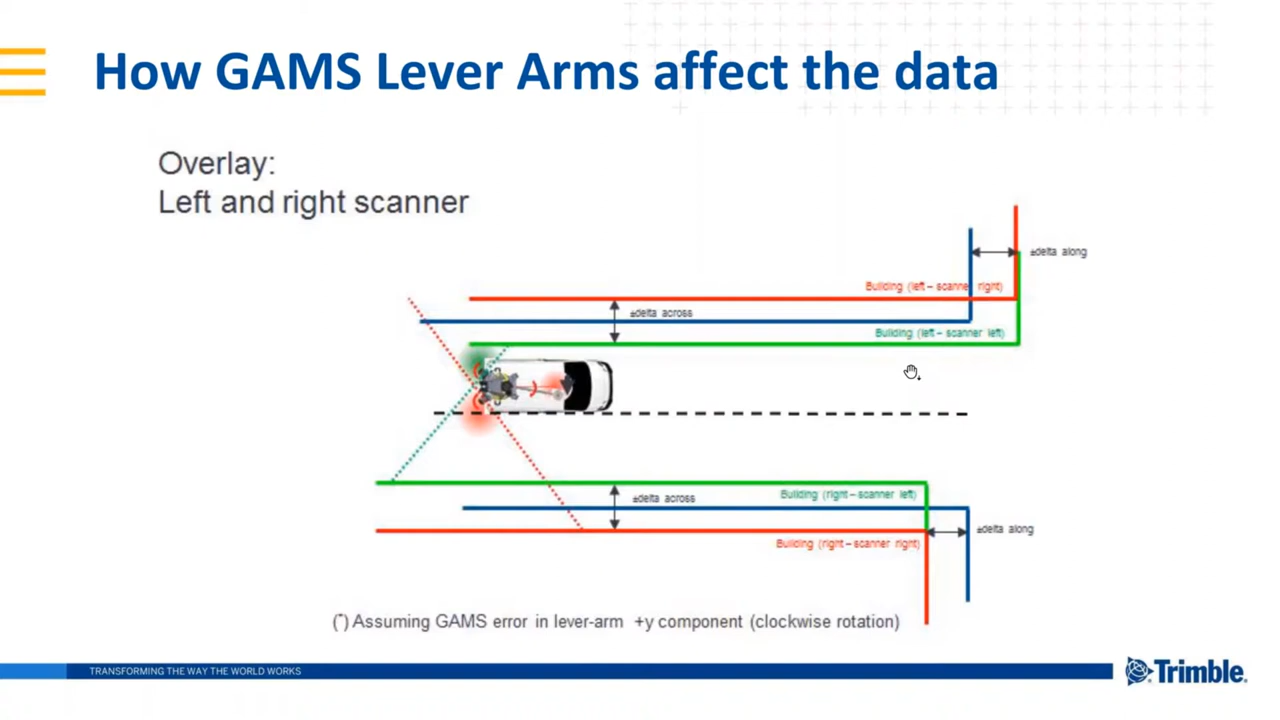 How GAMS Lever Arms affect the data
Overlay:
Left and right scanner
±delta along
Building (left – scanner right)
±delta across
Building (left – scanner left)
Building (right – scanner left)
±delta across
±delta along
Building (right – scanner right)
(*) Assuming GAMS error in lever-arm +y component (clockwise rotation)
TRANSFORMING THE WAY THE WORLD WORKS
Trimble.